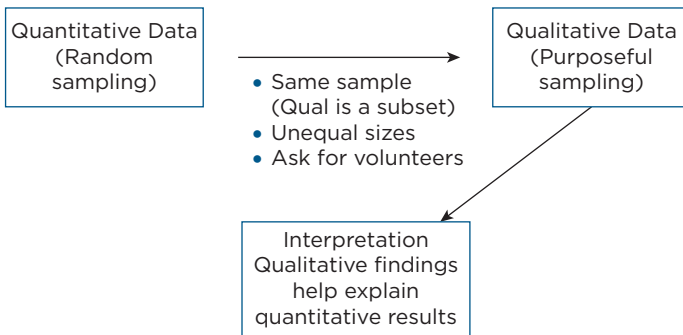 Quantitative Data
(Random
sampling)
• Same sample
(Qual is a subset)
• Unequal sizes
• Ask for volunteers
Qualitative Data
(Purposeful
sampling)
Interpretation
Qualitative findings
help explain
quantitative results